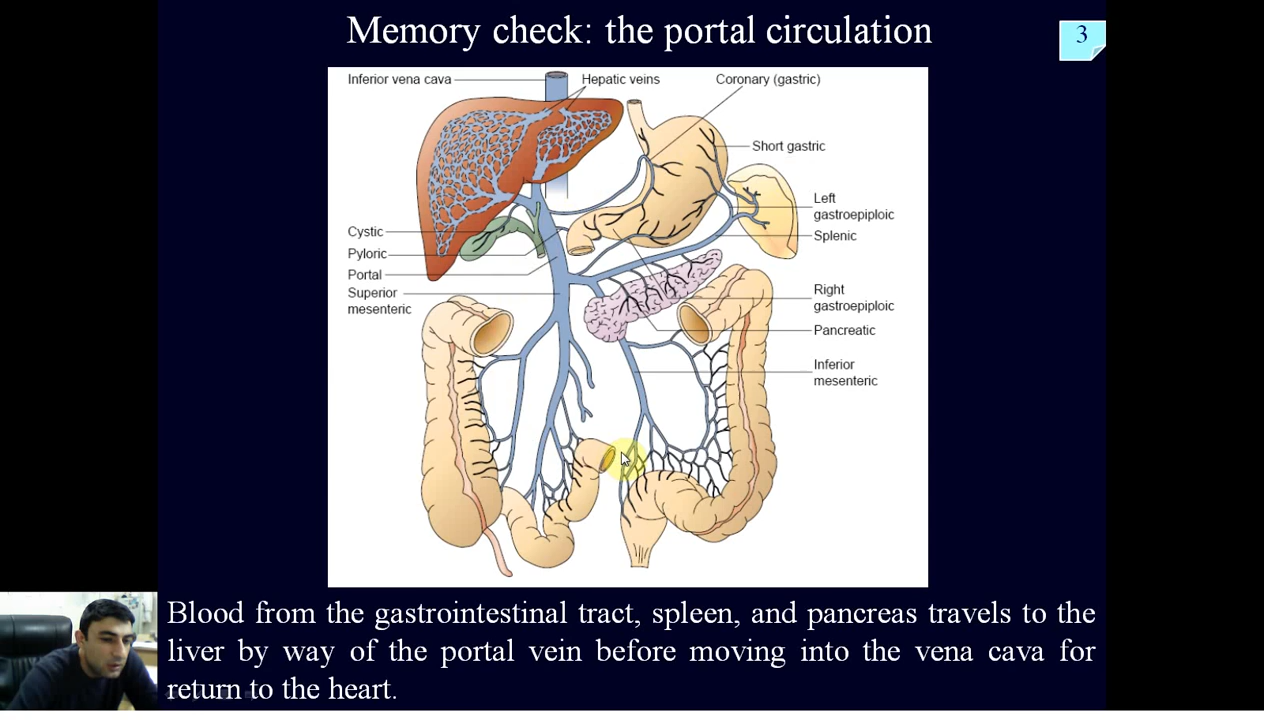 Memory check: the portal circulation
3
Inferior vena cava
Hepatic veins
Coronary (gastric)
Short gastric
Left
gastroepiploic
Splenic
Cystic
Pyloric
Portal
Superior
mesenteric
Right
gastroepiploic
Pancreatic
Inferior
mesenteric
Blood from the gastrointestinal tract, spleen, and pancreas travels to the
liver by way of the portal vein before moving into the vena cava for
return to the heart.